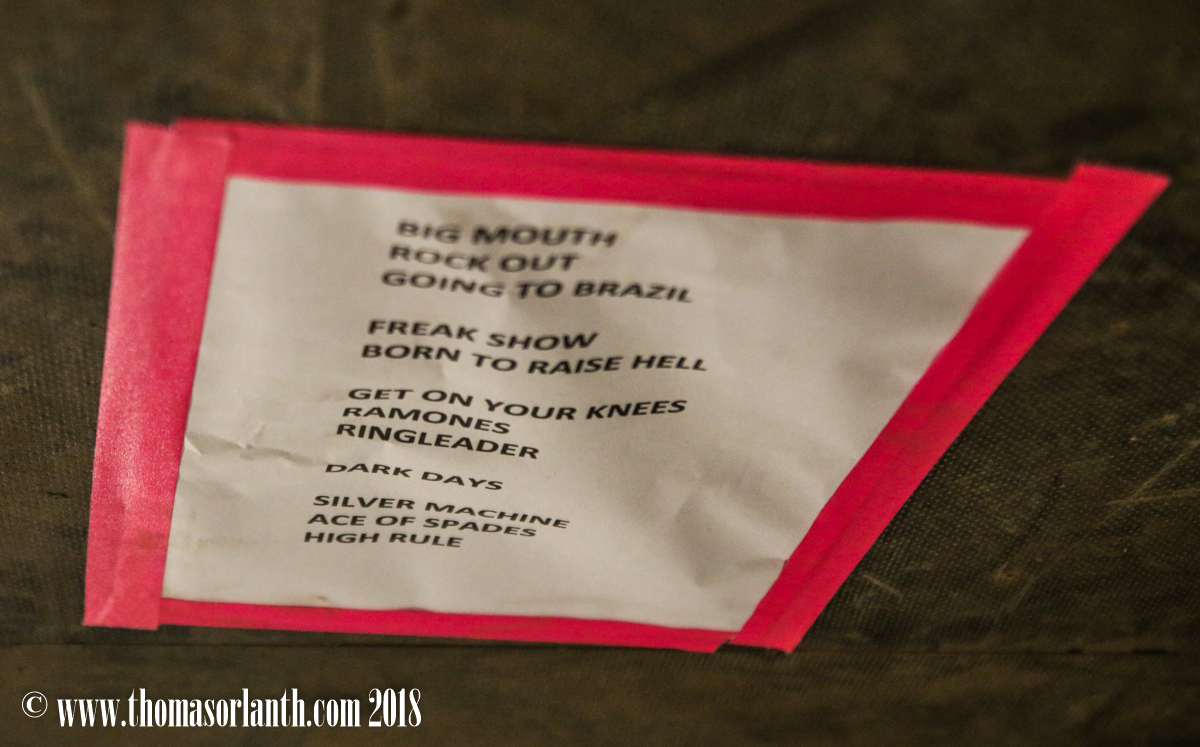 BIG MOUTH
ROCK OUT
GOING TO BRAZIL
FREAK SHOW
BORN TO RAISE HELL
GET ON YOUR KNEES
RAMONES
RINGLEADER
DARK DAYS
SILVER MACHINE
ACE OF SPADES
HIGH RULE
© www.thomasorlanth.com 2018